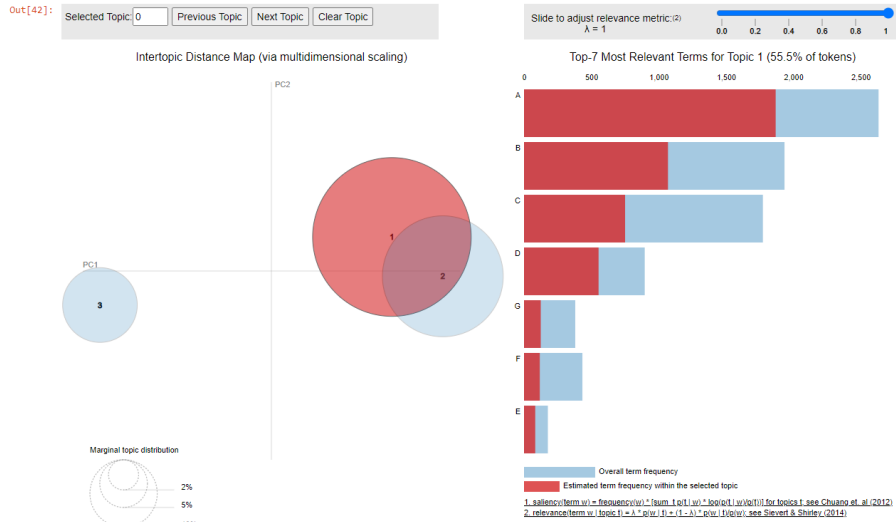 Out[42]:
Selected Topic: 0 Previous Topic Next Topic Clear Topic
Slide to adjust relevance metric:(2)
λ = 1
0.0 0.2 0.4 0.6 0.8 1
Intertopic Distance Map (via multidimensional scaling)
PC2
PC1
1
2
3
Marginal topic distribution
2%
5%
Top-7 Most Relevant Terms for Topic 1 (55.5% of tokens)
0 500 1,000 1,500 2,000 2,500
A
B
C
D
G
F
E
Overall term frequency
Estimated term frequency within the selected topic
1. saliency(term w) = frequency(w) * [sum_t p(t | w) * log(p(t | w)/p(t))] for topics t; see Chuang et. al (2012)
2. relevance(term w | topic t) = λ * p(w | t) + (1 - λ) * p(w | t)/p(w); see Sievert & Shirley (2014)